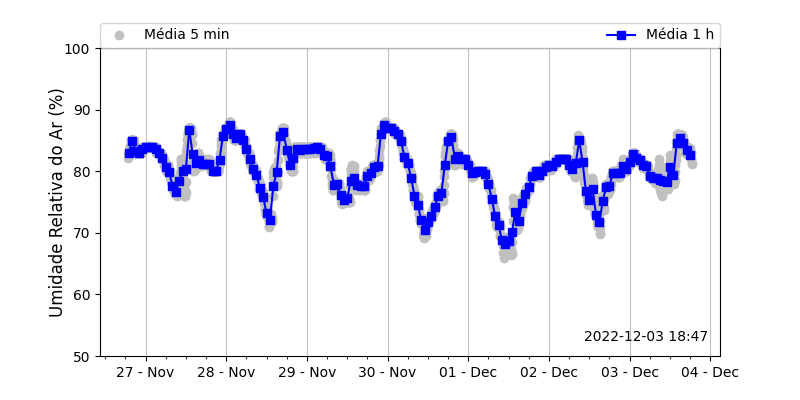 Média 5 min
Média 1 h
Umidade Relativa do Ar (%)
100
90
80
70
60
50
2022-12-03 18:47
27 - Nov
28 - Nov
29 - Nov
30 - Nov
01 - Dec
02 - Dec
03 - Dec
04 - Dec